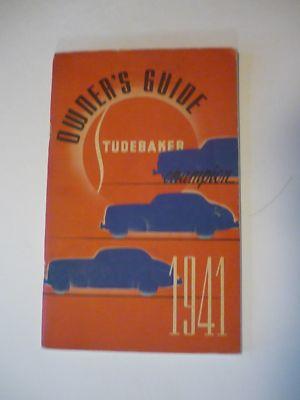 OWNER'S GUIDE
STUDEBAKER
champion
1941